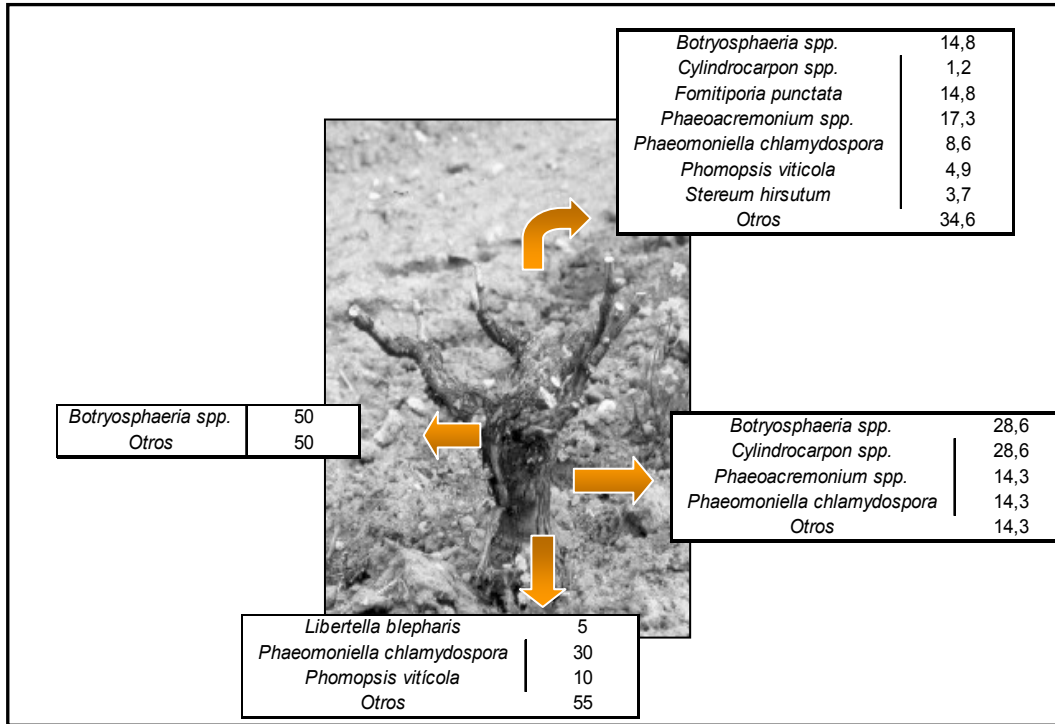 Botryosphaeria spp. 14,8
Cylindrocarpon spp. 1,2
Fomitiporia punctata 14,8
Phaeoacremonium spp. 17,3
Phaeomoniella chlamydospora 8,6
Phomopsis viticola 4,9
Stereum hirsutum 3,7
Otros 34,6
Botryosphaeria spp. 50
Otros 50
Botryosphaeria spp. 28,6
Cylindrocarpon spp. 28,6
Phaeoacremonium spp. 14,3
Phaeomoniella chlamydospora 14,3
Otros 14,3
Libertella blepharis 5
Phaeomoniella chlamydospora 30
Phomopsis vitícola 10
Otros 55